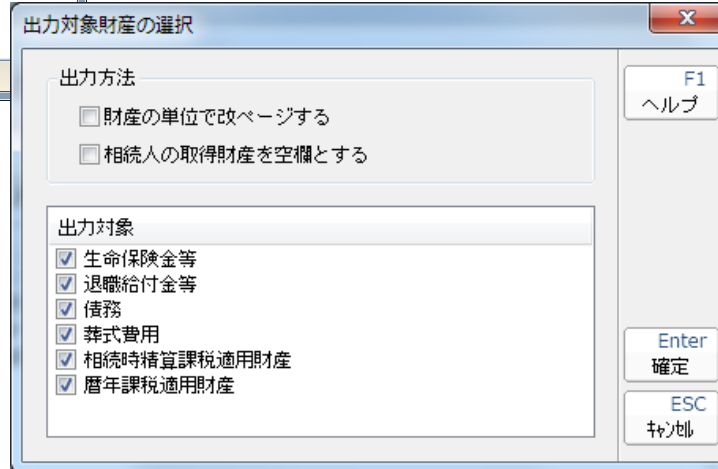 出力対象財産の選択
出力方法
財産の単位で改ページする
相続人の取得財産を空欄とする
出力対象
生命保険金等
退職給付金等
債務
葬式費用
相続時精算課税適用財産
暦年課税適用財産
F1
ヘルプ
Enter
確定
ESC
ｷｬﾝｾﾙ